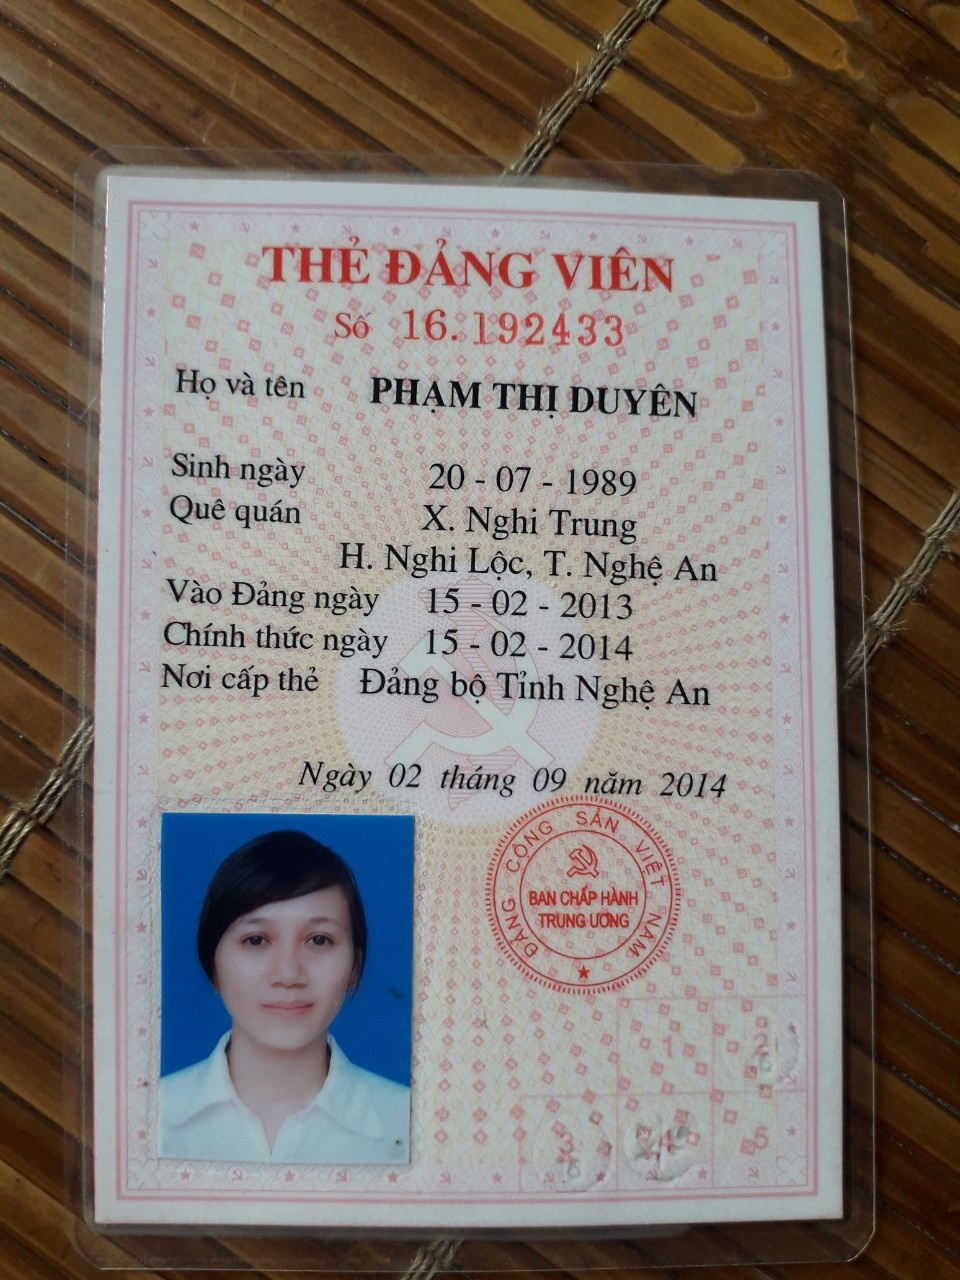 THẺ ĐẢNG VIÊN
Số 16.192433
Họ và tên PHẠM THỊ DUYÊN
Sinh ngày 20 - 07 - 1989
Quê quán X. Nghi Trung
H. Nghi Lộc, T. Nghệ An
Vào Đảng ngày 15 - 02 - 2013
Chính thức ngày 15 - 02 - 2014
Nơi cấp thẻ Đảng bộ Tỉnh Nghệ An
Ngày 02 tháng 09 năm 2014
ĐẢNG CỘNG SẢN VIỆT NAM
BAN CHẤP HÀNH
TRUNG ƯƠNG
1 2
3 4 5